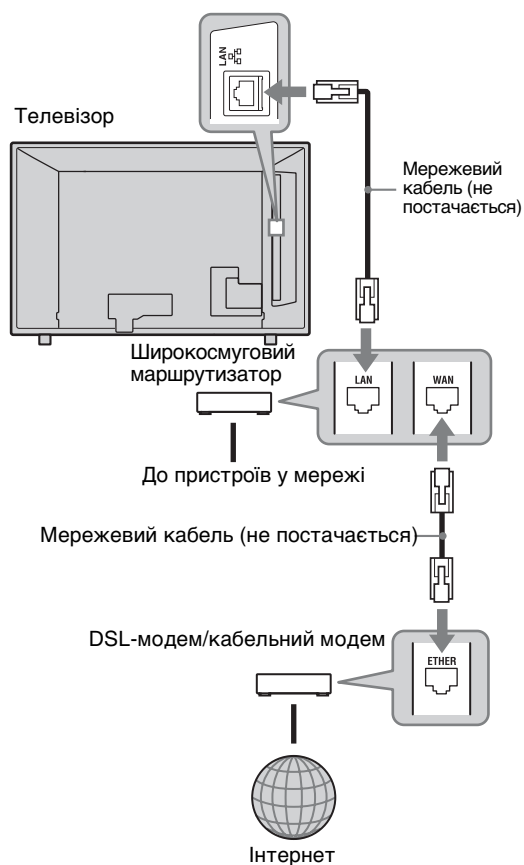 LAN
Телевізор
Мережевий
кабель (не
постачається)
Широкосмуговий
маршрутизатор
LAN
WAN
До пристроїв у мережі
Мережевий кабель (не постачається)
DSL-модем/кабельний модем
ETHER
Інтернет